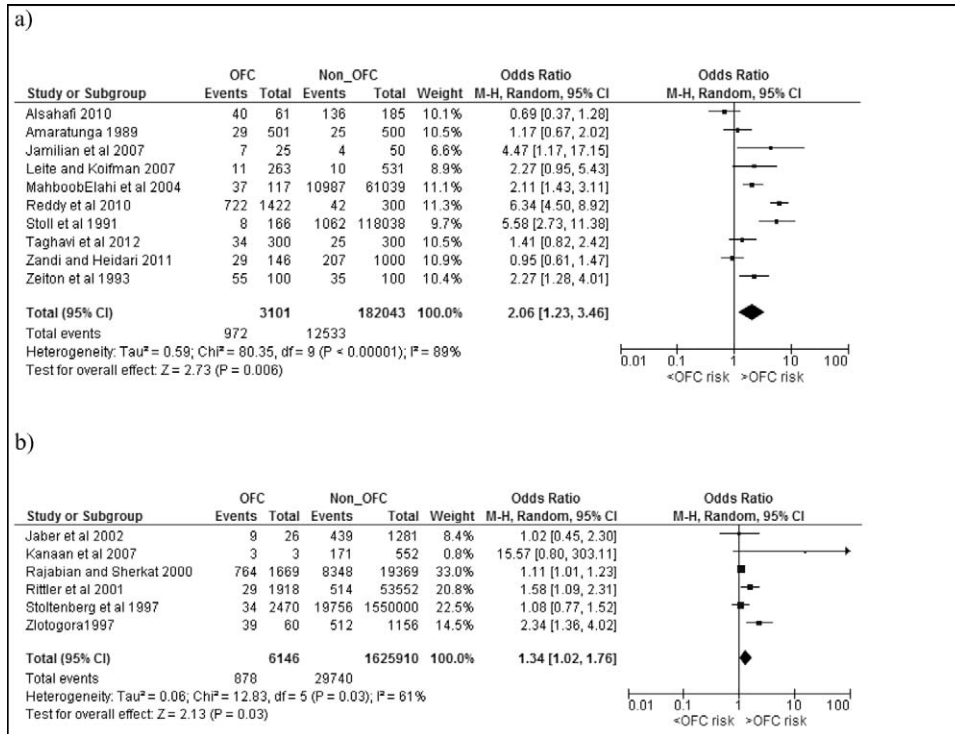 a)
OFC Non_OFC Odds Ratio Odds Ratio
Study or Subgroup Events Total Events Total Weight M-H, Random, 95% CI M-H, Random, 95% CI
Alsahafi 2010 40 61 136 185 10.1% 0.69 [0.37, 1.28]
Amaratunga 1989 29 501 25 500 10.5% 1.17 [0.67, 2.02]
Jamilian et al 2007 7 25 4 50 6.6% 4.47 [1.17, 17.15]
Leite and Koifman 2007 11 263 10 531 8.9% 2.27 [0.95, 5.43]
MahboobElahi et al 2004 37 117 10987 61039 11.1% 2.11 [1.43, 3.11]
Reddy et al 2010 722 1422 42 300 11.3% 6.34 [4.50, 8.92]
Stoll et al 1991 8 166 1062 118038 9.7% 5.58 [2.73, 11.38]
Taghavi et al 2012 34 300 25 300 10.5% 1.41 [0.82, 2.42]
Zandi and Heidari 2011 29 146 207 1000 10.9% 0.95 [0.61, 1.47]
Zeiton et al 1993 55 100 35 100 10.4% 2.27 [1.28, 4.01]
Total (95% CI) 3101 182043 100.0% 2.06 [1.23, 3.46]
Total events 972 12533
Heterogeneity: Tau² = 0.59; Chi² = 80.35, df = 9 (P < 0.00001); I² = 89%
Test for overall effect: Z = 2.73 (P = 0.006)
0.01 0.1 1 10 100
<OFC risk >OFC risk
b)
OFC Non_OFC Odds Ratio Odds Ratio
Study or Subgroup Events Total Events Total Weight M-H, Random, 95% CI M-H, Random, 95% CI
Jaber et al 2002 9 26 439 1281 8.4% 1.02 [0.45, 2.30]
Kanaan et al 2007 3 3 171 552 0.8% 15.57 [0.80, 303.11]
Rajabian and Sherkat 2000 764 1669 8348 19369 33.0% 1.11 [1.01, 1.23]
Rittler et al 2001 29 1918 514 53552 20.8% 1.58 [1.09, 2.31]
Stoltenberg et al 1997 34 2470 19756 1550000 22.5% 1.08 [0.77, 1.52]
Zlotogora1997 39 60 512 1156 14.5% 2.34 [1.36, 4.02]
Total (95% CI) 6146 1625910 100.0% 1.34 [1.02, 1.76]
Total events 878 29740
Heterogeneity: Tau² = 0.06; Chi² = 12.83, df = 5 (P = 0.03); I² = 61%
Test for overall effect: Z = 2.13 (P = 0.03)
0.01 0.1 1 10 100
<OFC risk >OFC risk